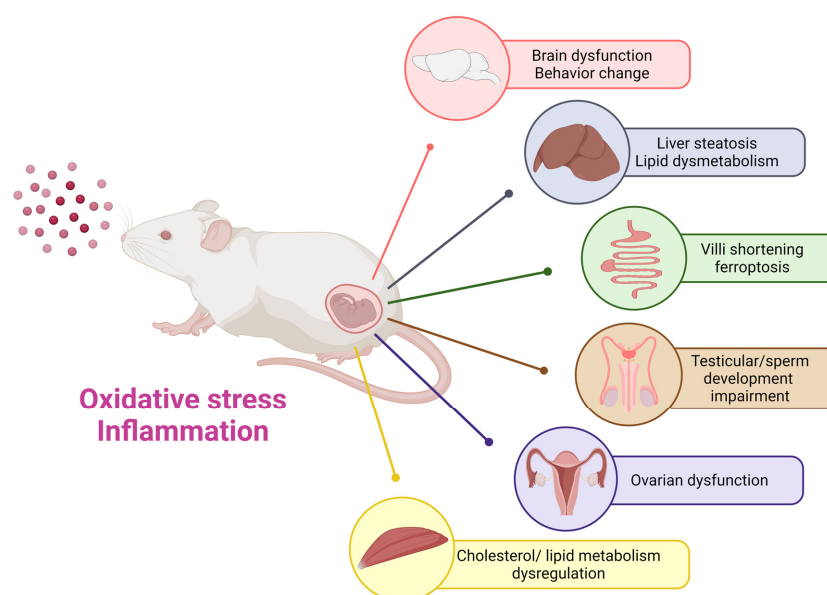 Brain dysfunction
Behavior change
Liver steatosis
Lipid dysmetabolism
Villi shortening
ferroptosis
Testicular/sperm
development
impairment
Oxidative stress
Inflammation
Ovarian dysfunction
Cholesterol/ lipid metabolism
dysregulation